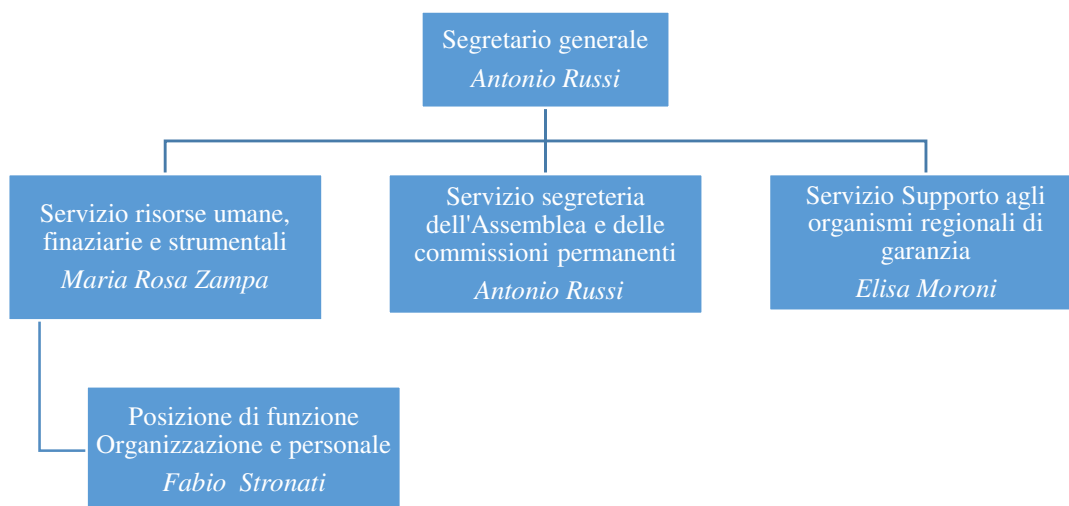 Segretario generale
Antonio Russi
Servizio risorse umane,
finaziarie e strumentali
Maria Rosa Zampa
Servizio segreteria
dell'Assemblea e delle
commissioni permanenti
Antonio Russi
Servizio Supporto agli
organismi regionali di
garanzia
Elisa Moroni
Posizione di funzione
Organizzazione e personale
Fabio Stronati